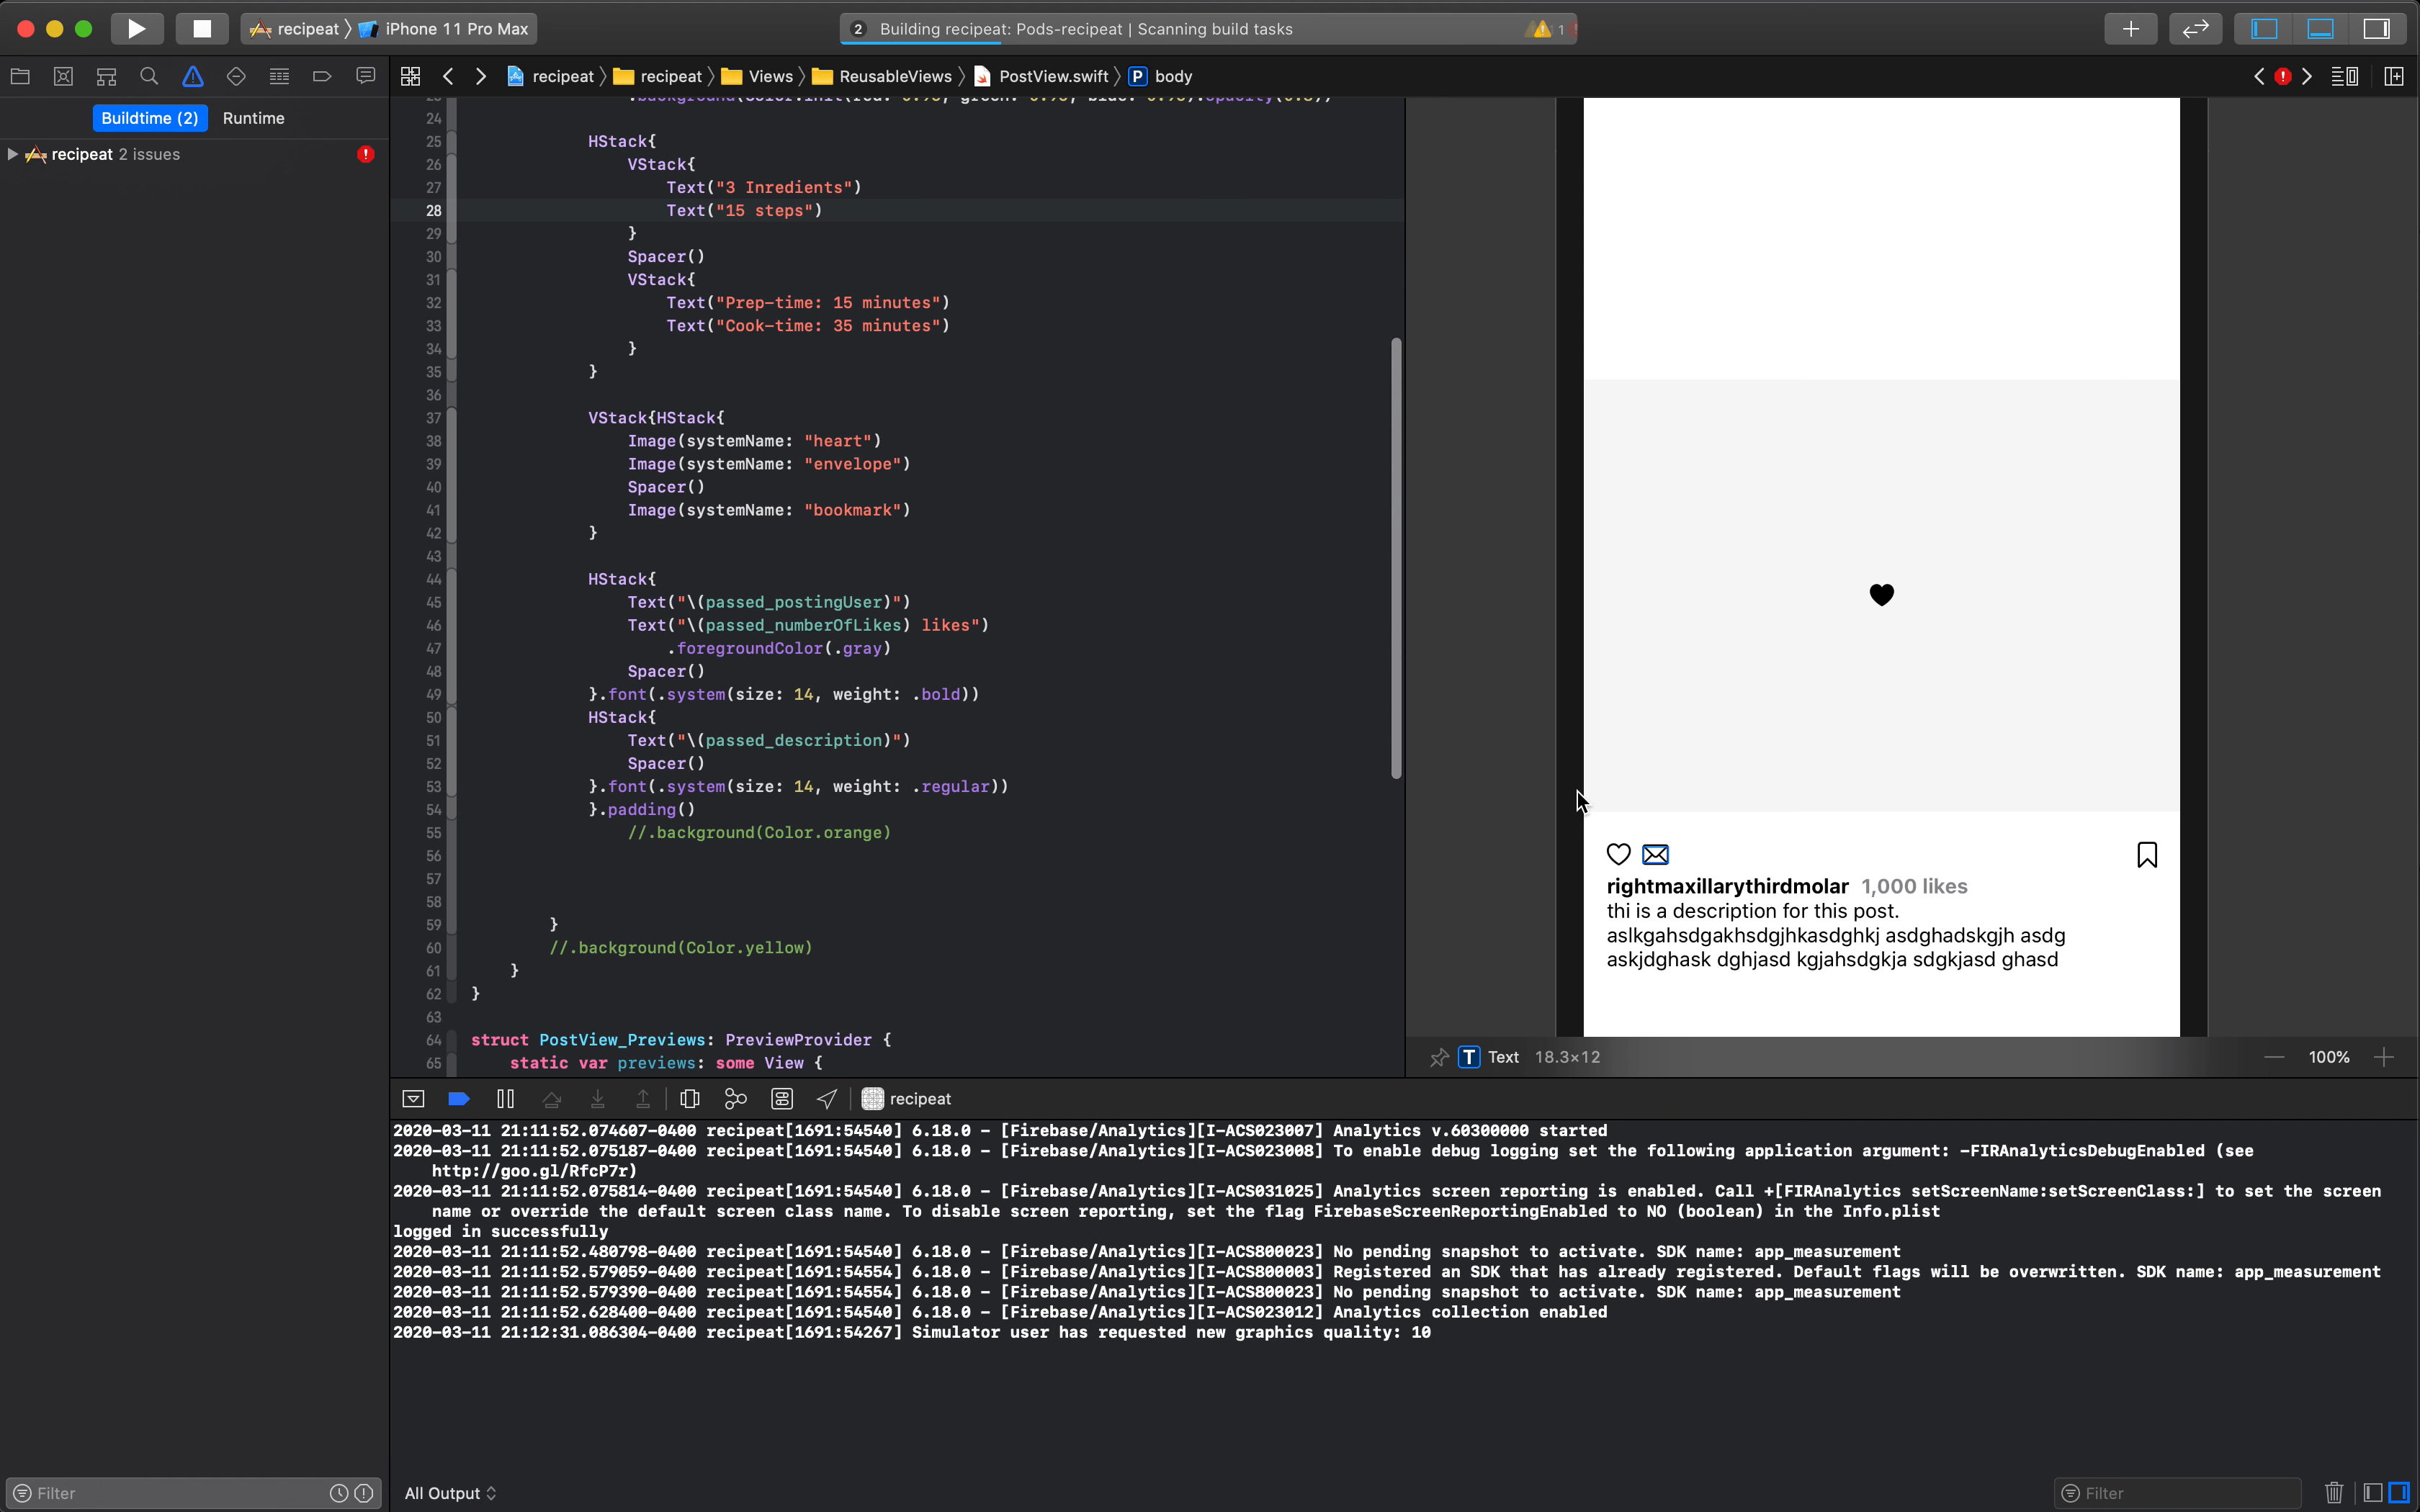 recipeat 〉 iPhone 11 Pro Max
2 Building recipeat: Pods-recipeat | Scanning build tasks 1
recipeat 〉 recipeat 〉 Views 〉 ReusableViews 〉 PostView.swift 〉 P body
Buildtime (2) Runtime
recipeat 2 issues
24
25 HStack{
26 VStack{
27 Text("3 Inredients")
28 Text("15 steps")
29 }
30 Spacer()
31 VStack{
32 Text("Prep-time: 15 minutes")
33 Text("Cook-time: 35 minutes")
34 }
35 }
36
37 VStack{HStack{
38 Image(systemName: "heart")
39 Image(systemName: "envelope")
40 Spacer()
41 Image(systemName: "bookmark")
42 }
43
44 HStack{
45 Text("\(passed_postingUser)")
46 Text("\(passed_numberOfLikes) likes")
47 .foregroundColor(.gray)
48 Spacer()
49 }.font(.system(size: 14, weight: .bold))
50 HStack{
51 Text("\(passed_description)")
52 Spacer()
53 }.font(.system(size: 14, weight: .regular))
54 }.padding()
55 //.background(Color.orange)
56
57
58
59 }
60 //.background(Color.yellow)
61 }
62 }
63
64 struct PostView_Previews: PreviewProvider {
65 static var previews: some View {
rightmaxillarythirdmolar 1,000 likes
thi is a description for this post.
aslkgahsdgakhsdgjhkasdghkj asdghadskgjh asdg
askjdghask dghjasd kgjahsdgkja sdgkjasd ghasd
T Text 18.3×12 100%
recipeat
2020-03-11 21:11:52.074607-0400 recipeat[1691:54540] 6.18.0 - [Firebase/Analytics][I-ACS023007] Analytics v.60300000 started
2020-03-11 21:11:52.075187-0400 recipeat[1691:54540] 6.18.0 - [Firebase/Analytics][I-ACS023008] To enable debug logging set the following application argument: -FIRAnalyticsDebugEnabled (see
http://goo.gl/RfcP7r)
2020-03-11 21:11:52.075814-0400 recipeat[1691:54540] 6.18.0 - [Firebase/Analytics][I-ACS031025] Analytics screen reporting is enabled. Call +[FIRAnalytics setScreenName:setScreenClass:] to set the screen
name or override the default screen class name. To disable screen reporting, set the flag FirebaseScreenReportingEnabled to NO (boolean) in the Info.plist
logged in successfully
2020-03-11 21:11:52.480798-0400 recipeat[1691:54540] 6.18.0 - [Firebase/Analytics][I-ACS800023] No pending snapshot to activate. SDK name: app_measurement
2020-03-11 21:11:52.579059-0400 recipeat[1691:54554] 6.18.0 - [Firebase/Analytics][I-ACS800003] Registered an SDK that has already registered. Default flags will be overwritten. SDK name: app_measurement
2020-03-11 21:11:52.579390-0400 recipeat[1691:54554] 6.18.0 - [Firebase/Analytics][I-ACS800023] No pending snapshot to activate. SDK name: app_measurement
2020-03-11 21:11:52.628400-0400 recipeat[1691:54540] 6.18.0 - [Firebase/Analytics][I-ACS023012] Analytics collection enabled
2020-03-11 21:12:31.086304-0400 recipeat[1691:54267] Simulator user has requested new graphics quality: 10
Filter
All Output
Filter